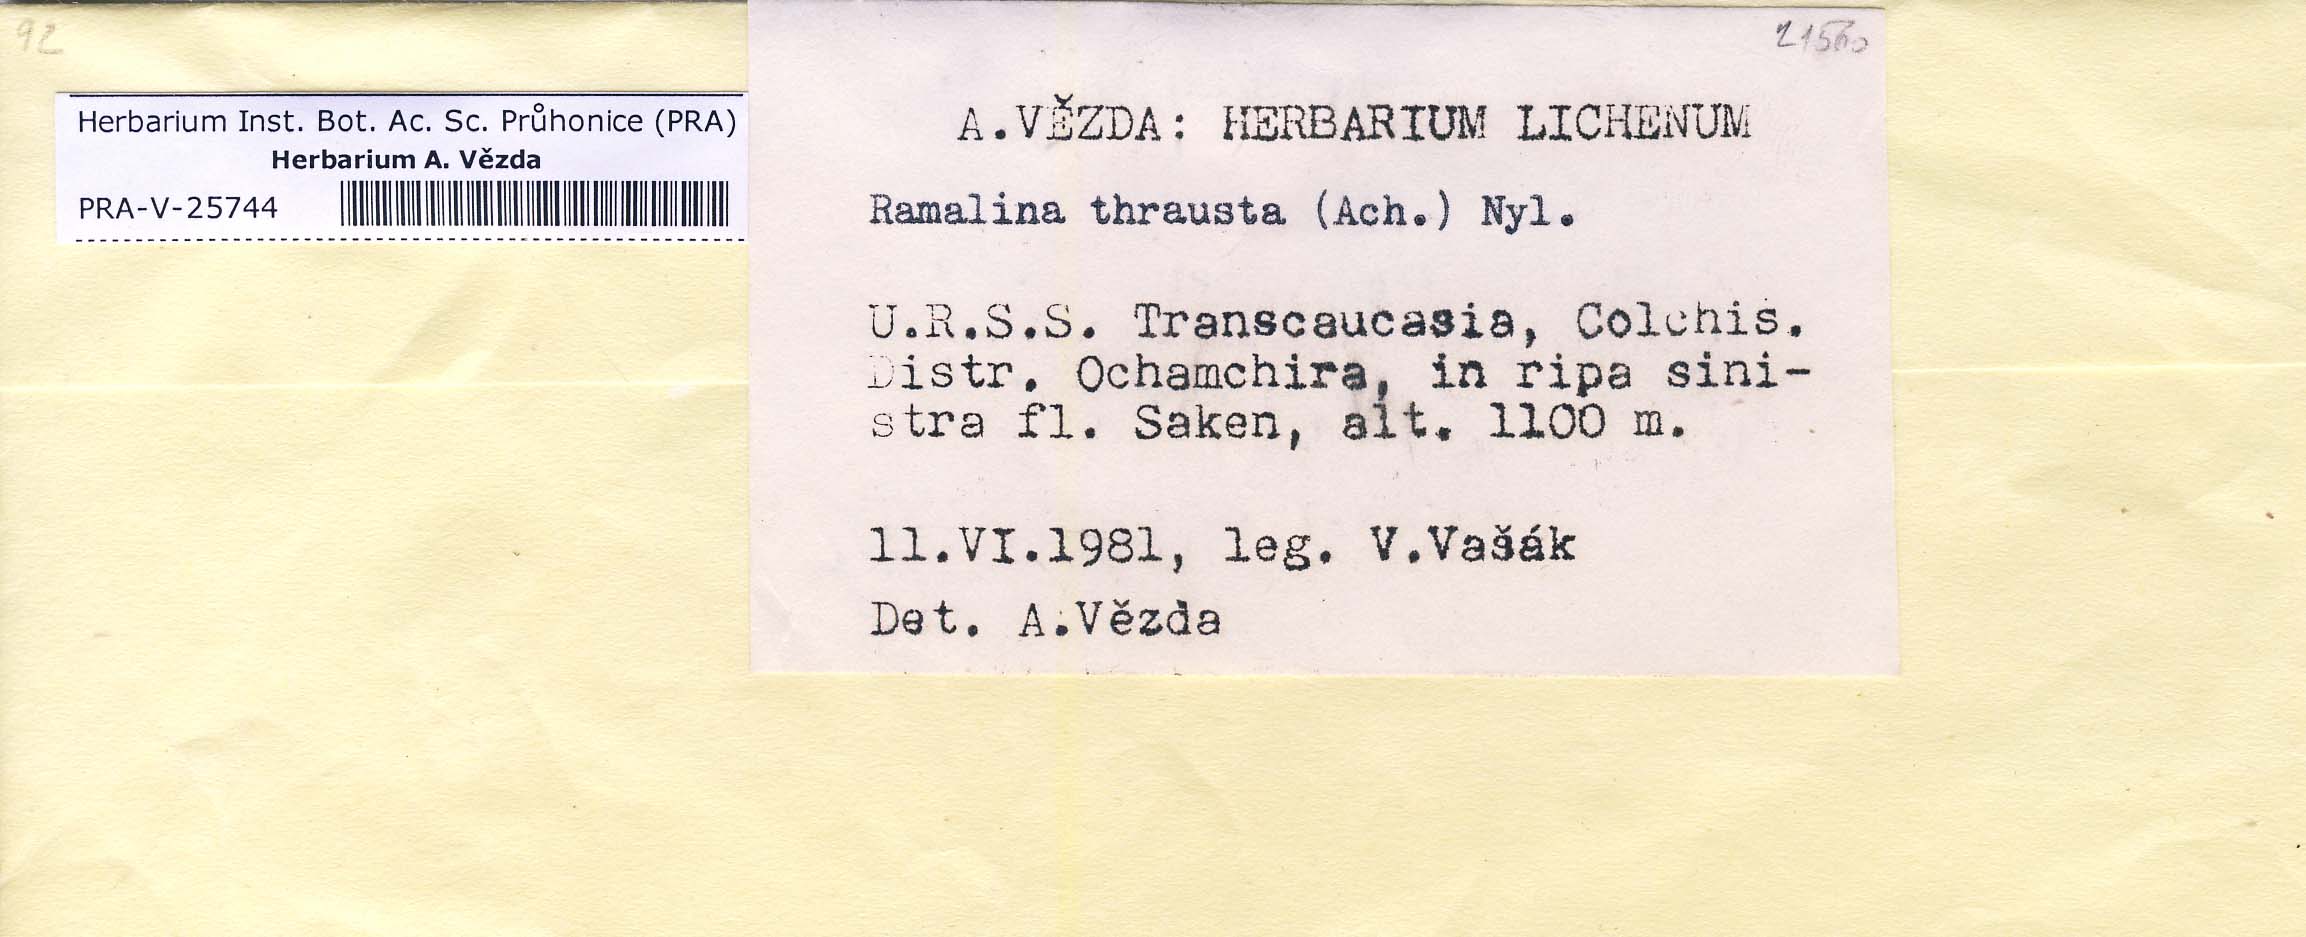 92
Herbarium Inst. Bot. Ac. Sc. Průhonice (PRA)
Herbarium A. Vězda
PRA-V-25744
A.VĚZDA: HERBARIUM LICHENUM
Ramalina thrausta (Ach.) Nyl.
U.R.S.S. Transcaucasia, Colchis.
Distr. Ochamchira, in ripa sini-
stra fl. Saken, alt. 1100 m.
11.VI.1981, leg. V.Vašák
Det. A.Vězda